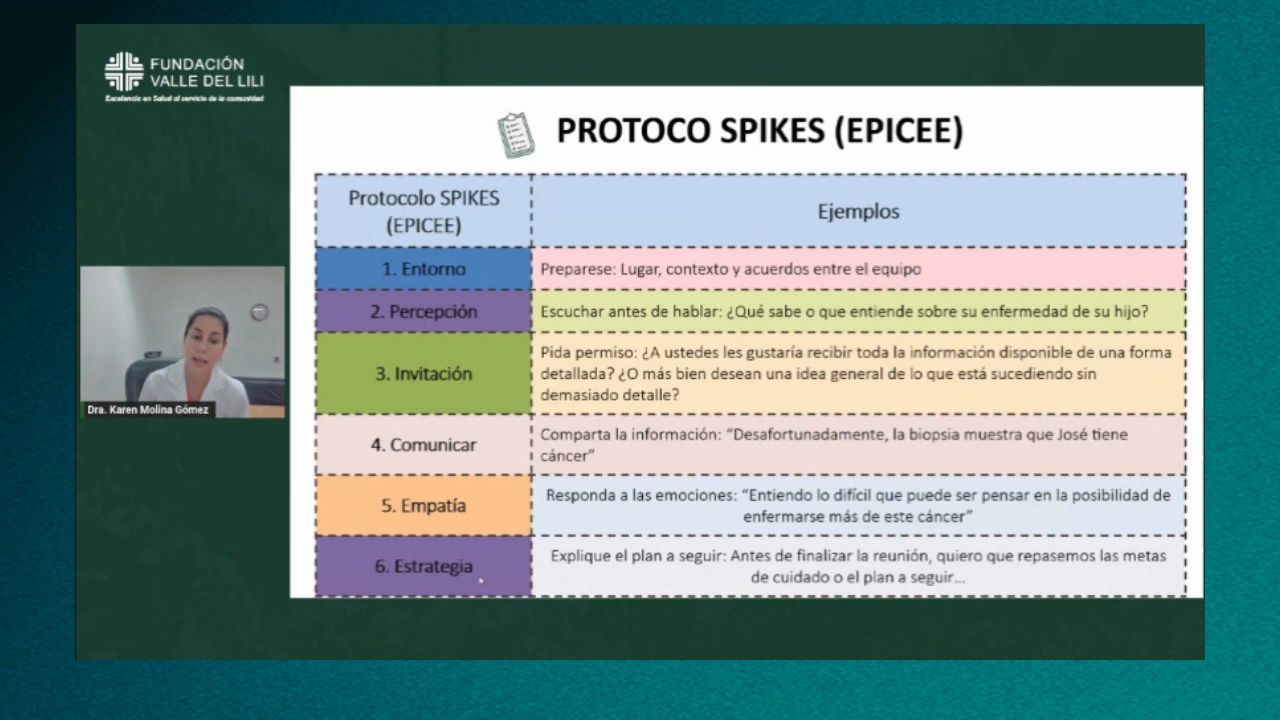 FUNDACIÓN
VALLE DEL LILI
Excelencia en Salud al servicio de la comunidad
PROTOCO SPIKES (EPICEE)
Protocolo SPIKES
(EPICEE)
Ejemplos
1. Entorno
Preparese: Lugar, contexto y acuerdos entre el equipo
2. Percepción
Escuchar antes de hablar: ¿Qué sabe o que entiende sobre su enfermedad de su hijo?
3. Invitación
Pida permiso: ¿A ustedes les gustaría recibir toda la información disponible de una forma
detallada? ¿O más bien desean una idea general de lo que está sucediendo sin
demasiado detalle?
4. Comunicar
Comparta la información: “Desafortunadamente, la biopsia muestra que José tiene
cáncer”
5. Empatía
Responda a las emociones: “Entiendo lo difícil que puede ser pensar en la posibilidad de
enfermarse más de este cáncer”
6. Estrategia
Explique el plan a seguir: Antes de finalizar la reunión, quiero que repasemos las metas
de cuidado o el plan a seguir...
Dra. Karen Molina Gómez